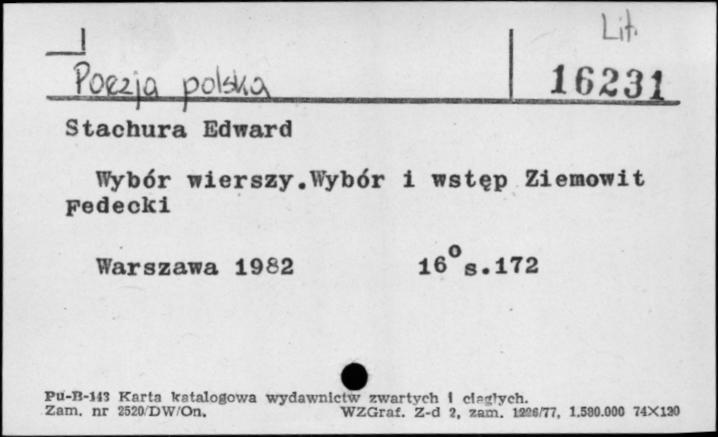 Lit.
Poezja polska
16231
Stachura Edward
Wybór wierszy.Wybór i wstęp Ziemowit
Fedecki
Warszawa 1982 16° s.172
Pu-B-143 Karta katalogowa wydawnictw zwartych i ciągłych.
Zam. nr 2520/DW/On. WZGraf. Z-d 2, zam. 1226/77, 1.580.000 74X120